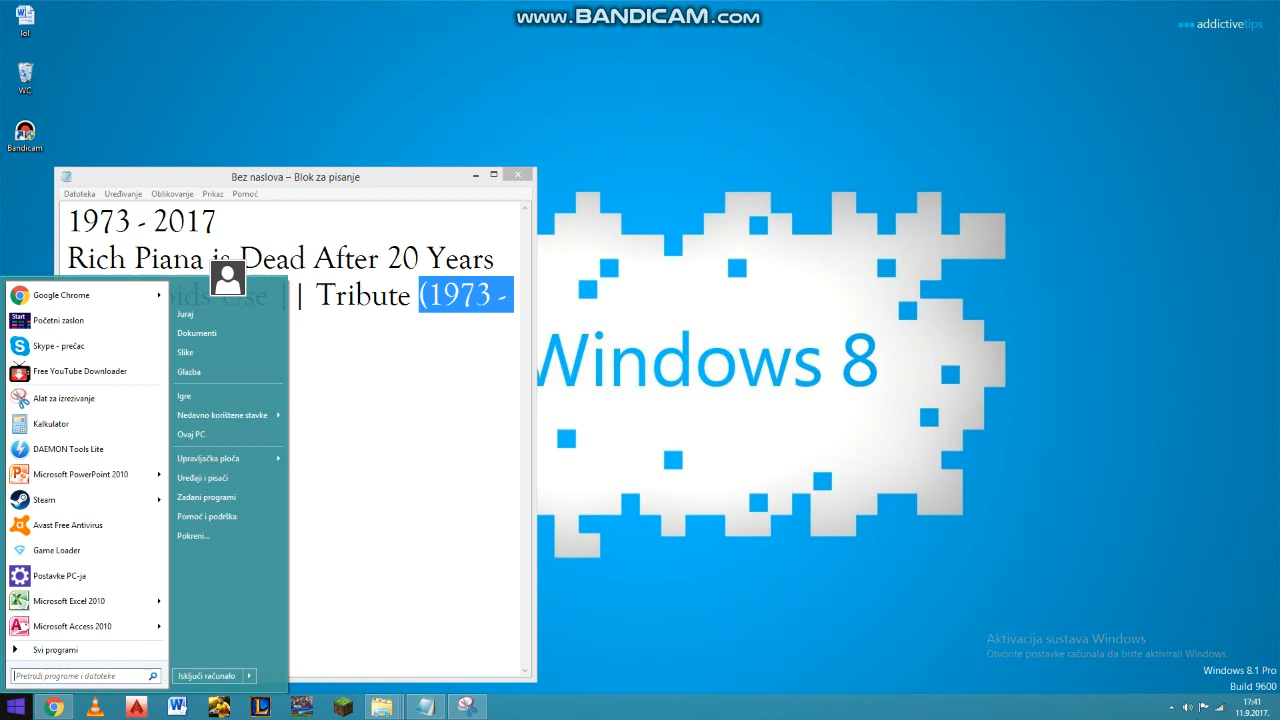 www.BANDICAM.com
addictivetips
lol
WC
Bandicam
Bez naslova – Blok za pisanje
Datoteka Uređivanje Oblikovanje Prikaz Pomoć
1973 - 2017
Rich Piana is Dead After 20 Years
Use || Tribute (1973 -
Windows 8
Google Chrome
Start
Početni zaslon
Skype - prečac
Free YouTube Downloader
Alat za izrezivanje
Kalkulator
DAEMON Tools Lite
Microsoft PowerPoint 2010
Steam
Avast Free Antivirus
Game Loader
Postavke PC-ja
Microsoft Excel 2010
Microsoft Access 2010
Svi programi
Pretraži programe i datoteke
Juraj
Dokumenti
Slike
Glazba
Igre
Nedavno korištene stavke
Ovaj PC
Upravljačka ploča
Uređaji i pisači
Zadani programi
Pomoć i podrška
Pokreni...
Isključi računalo
Aktivacija sustava Windows
Otvorite postavke računala da biste aktivirali Windows.
Windows 8.1 Pro
Build 9600
17:41
11.9.2017.